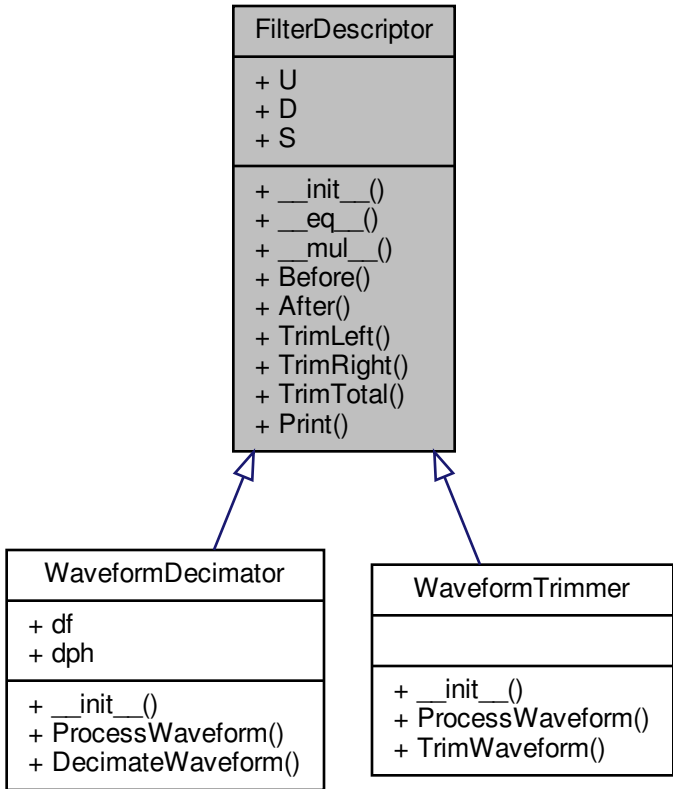 FilterDescriptor
+ U
+ D
+ S
+ __init__()
+ __eq__()
+ __mul__()
+ Before()
+ After()
+ TrimLeft()
+ TrimRight()
+ TrimTotal()
+ Print()
WaveformDecimator
+ df
+ dph
+ __init__()
+ ProcessWaveform()
+ DecimateWaveform()
WaveformTrimmer
+ __init__()
+ ProcessWaveform()
+ TrimWaveform()